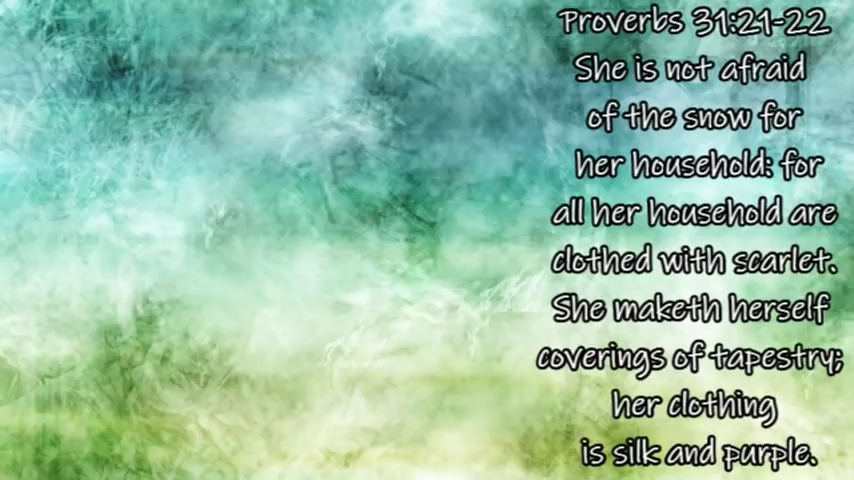 Proverbs 31:21-22
She is not afraid
of the snow for
her household: for
all her household are
clothed with scarlet.
She maketh herself
coverings of tapestry;
her clothing
is silk and purple.